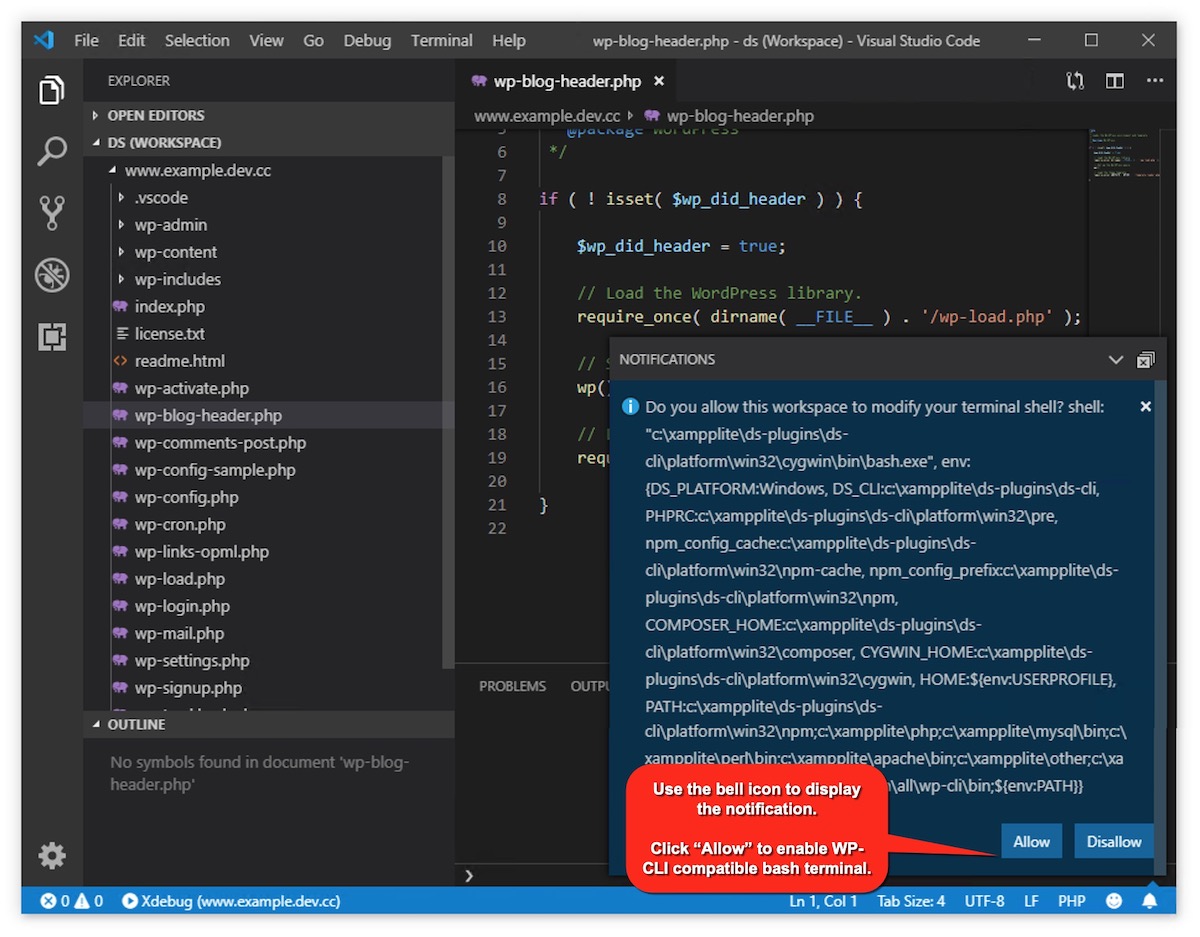 File Edit Selection View Go Debug Terminal Help wp-blog-header.php - ds (Workspace) - Visual Studio Code
EXPLORER
OPEN EDITORS
DS (WORKSPACE)
www.example.dev.cc
.vscode
wp-admin
wp-content
wp-includes
index.php
license.txt
readme.html
wp-activate.php
wp-blog-header.php
wp-comments-post.php
wp-config-sample.php
wp-config.php
wp-cron.php
wp-links-opml.php
wp-load.php
wp-login.php
wp-mail.php
wp-settings.php
wp-signup.php
OUTLINE
No symbols found in document 'wp-blog-
header.php'
wp-blog-header.php
www.example.dev.cc wp-blog-header.php
5 @package WordPress
6 */
7
8 if ( ! isset( $wp_did_header ) ) {
9
10 $wp_did_header = true;
11
12 // Load the WordPress library.
13 require_once( dirname( __FILE__ ) . '/wp-load.php' );
14
15 //
16 wp()
17
18 //
19 requ
20
21 }
22
PROBLEMS OUTPU
NOTIFICATIONS
Do you allow this workspace to modify your terminal shell? shell:
"c:\xampplite\ds-plugins\ds-
cli\platform\win32\cygwin\bin\bash.exe", env:
{DS_PLATFORM:Windows, DS_CLI:c:\xampplite\ds-plugins\ds-cli,
PHPRC:c:\xampplite\ds-plugins\ds-cli\platform\win32\pre,
npm_config_cache:c:\xampplite\ds-plugins\ds-
cli\platform\win32\npm-cache, npm_config_prefix:c:\xampplite\ds-
plugins\ds-cli\platform\win32\npm,
COMPOSER_HOME:c:\xampplite\ds-plugins\ds-
cli\platform\win32\composer, CYGWIN_HOME:c:\xampplite\ds-
plugins\ds-cli\platform\win32\cygwin, HOME:${env:USERPROFILE},
PATH:c:\xampplite\ds-plugins\ds-
cli\platform\win32\npm;c:\xampplite\php;c:\xampplite\mysql\bin;c:\
xampplite\perl\bin;c:\xampplite\apache\bin;c:\xampplite\other;c:\xa
\all\wp-cli\bin;${env:PATH}}
Allow Disallow
Use the bell icon to display
the notification.
Click “Allow” to enable WP-
CLI compatible bash terminal.
0 0 Xdebug (www.example.dev.cc) Ln 1, Col 1 Tab Size: 4 UTF-8 LF PHP